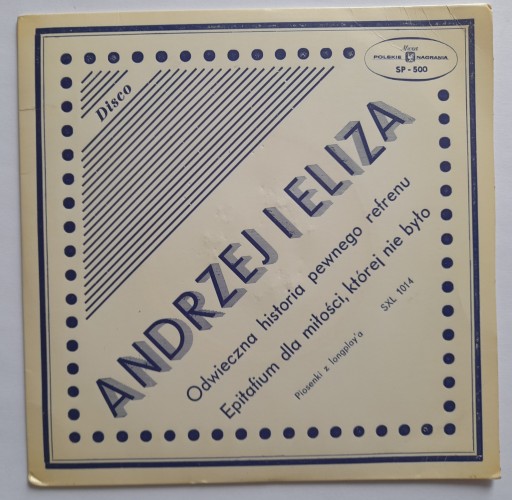 Muza
POLSKIE NAGRANIA
SP - 500
Disco
ANDRZEJ I ELIZA
Odwieczna historia pewnego refrenu
Epitafium dla miłości, której nie było
Piosenki z longplay'a SXL 1014